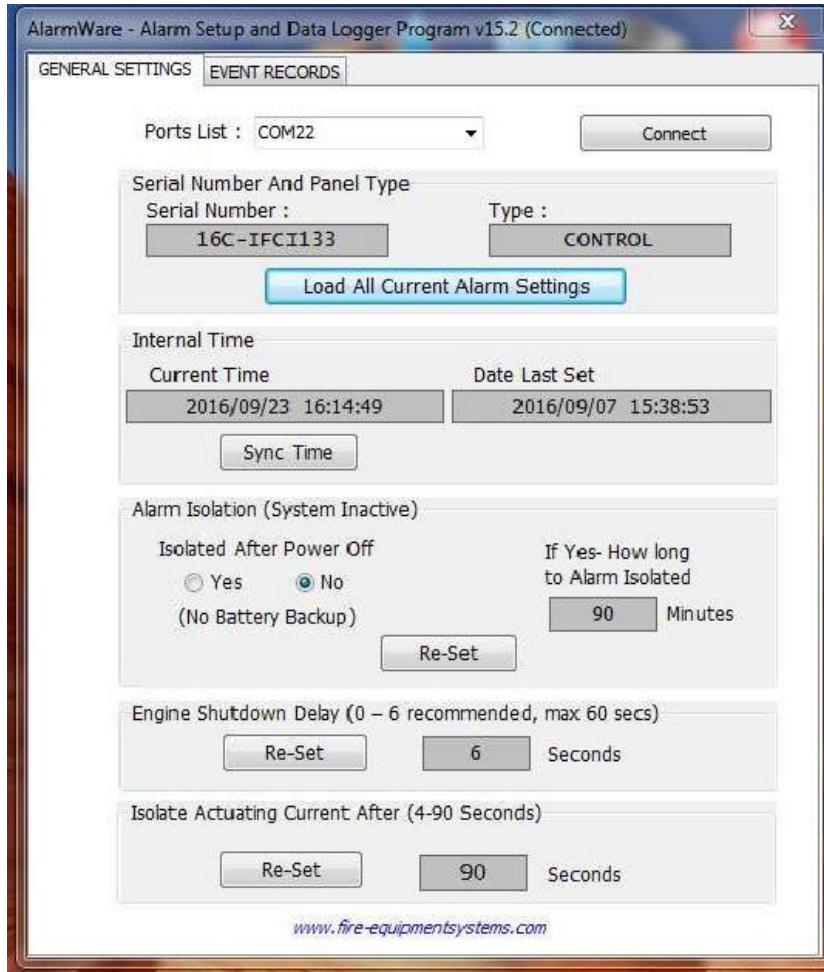 AlarmWare - Alarm Setup and Data Logger Program v15.2 (Connected)
GENERAL SETTINGS EVENT RECORDS
Ports List : COM22 Connect
Serial Number And Panel Type
Serial Number : Type :
16C-IFCI133 CONTROL
Load All Current Alarm Settings
Internal Time
Current Time Date Last Set
2016/09/23 16:14:49 2016/09/07 15:38:53
Sync Time
Alarm Isolation (System Inactive)
Isolated After Power Off If Yes- How long
Yes No to Alarm Isolated
(No Battery Backup) 90 Minutes
Re-Set
Engine Shutdown Delay (0 – 6 recommended, max 60 secs)
Re-Set 6 Seconds
Isolate Actuating Current After (4-90 Seconds)
Re-Set 90 Seconds
www.fire-equipmentsystems.com